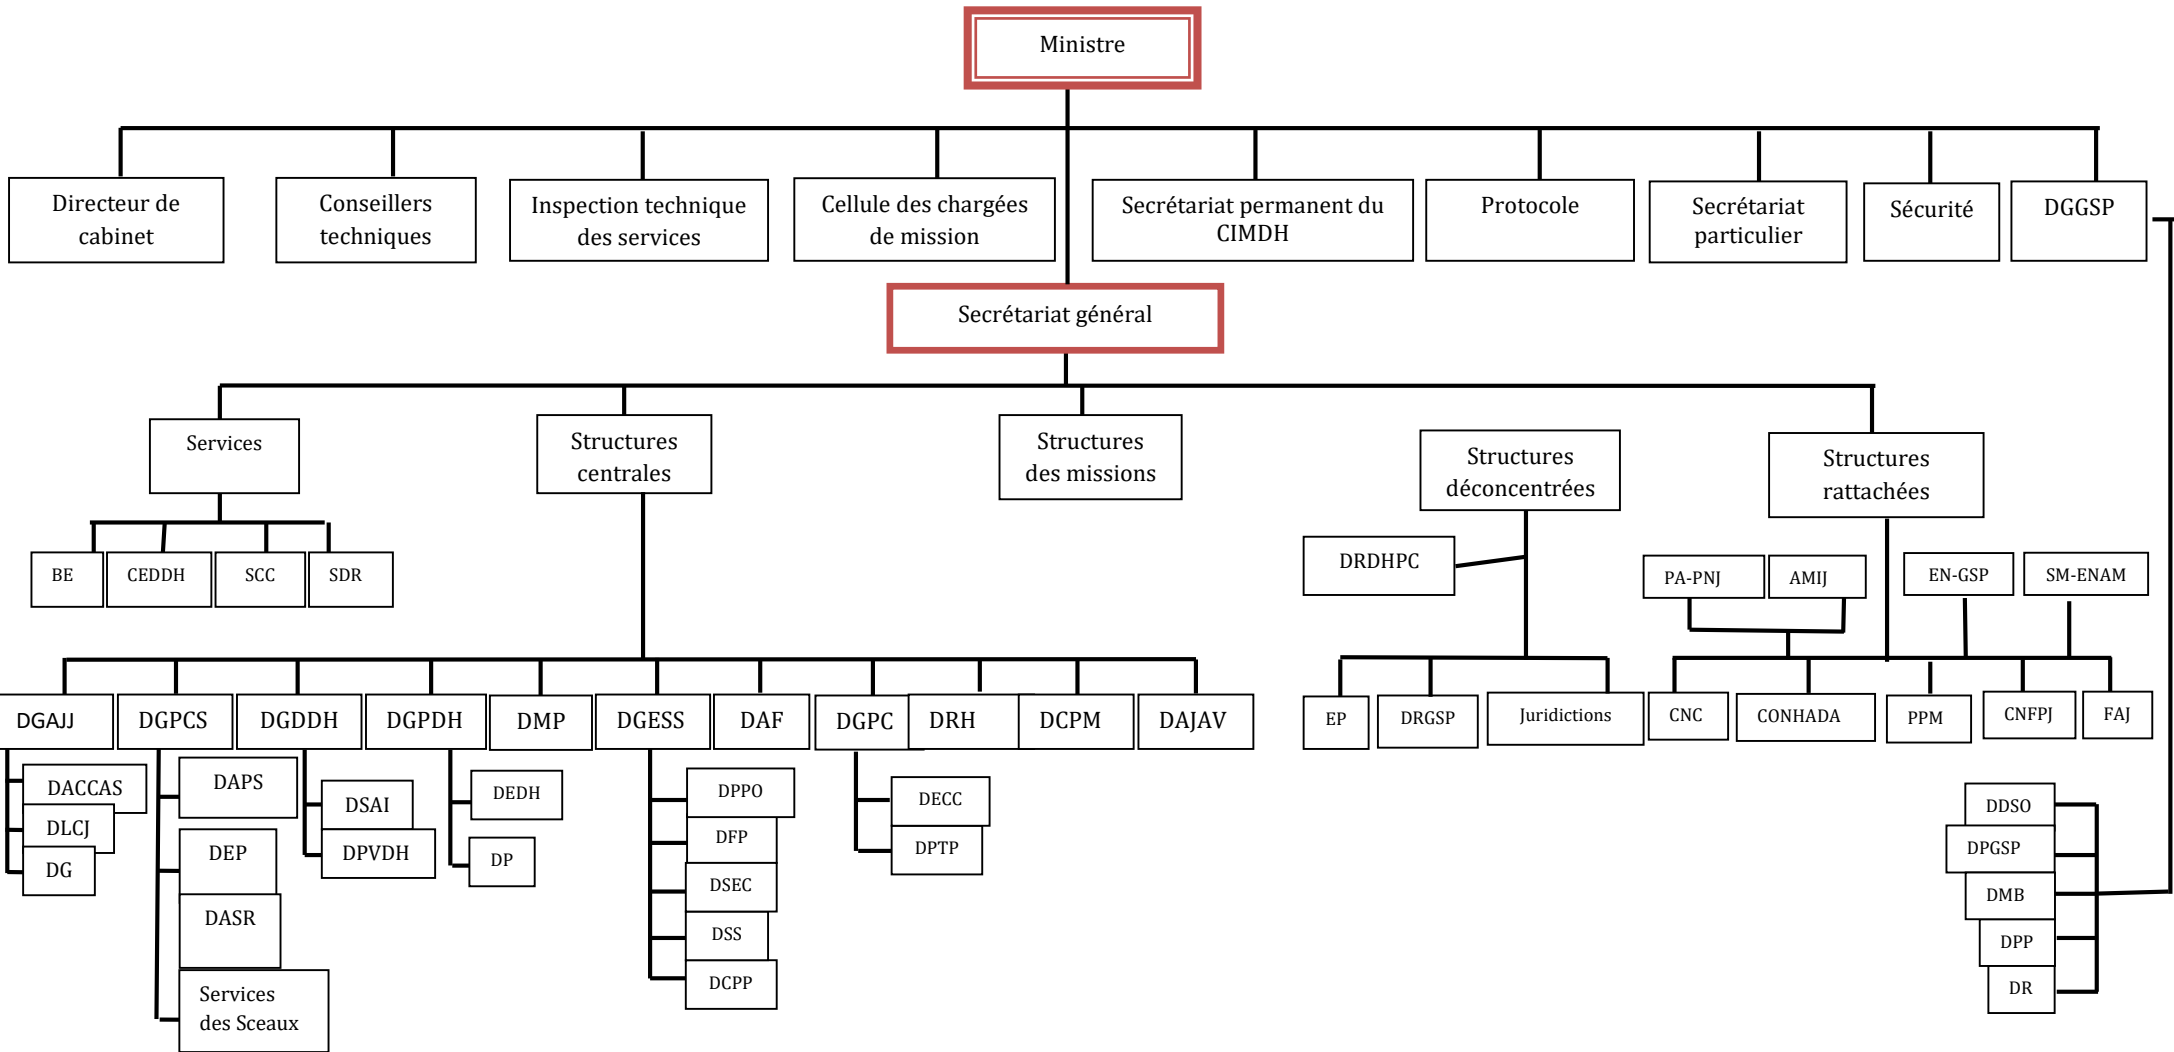 Ministre
Directeur de
cabinet
Conseillers
techniques
Inspection technique
des services
Cellule des chargées
de mission
Secrétariat permanent du
CIMDH
Protocole
Secrétariat
particulier
Sécurité
DGGSP
Secrétariat général
Services
Structures
centrales
Structures
des missions
Structures
déconcentrées
Structures
rattachées
BE
CEDDH
SCC
SDR
DRDHPC
PA-PNJ
AMIJ
EN-GSP
SM-ENAM
DGAJJ
DGPCS
DGDDH
DGPDH
DMP
DGESS
DAF
DGPC
DRH
DCPM
DAJAV
EP
DRGSP
Juridictions
CNC
CONHADA
PPM
CNFPJ
FAJ
DACCAS
DLCJ
DG
DAPS
DEP
DASR
Services
des Sceaux
DSAI
DPVDH
DEDH
DP
DPPO
DFP
DSEC
DSS
DCPP
DECC
DPTP
DDSO
DPGSP
DMB
DPP
DR